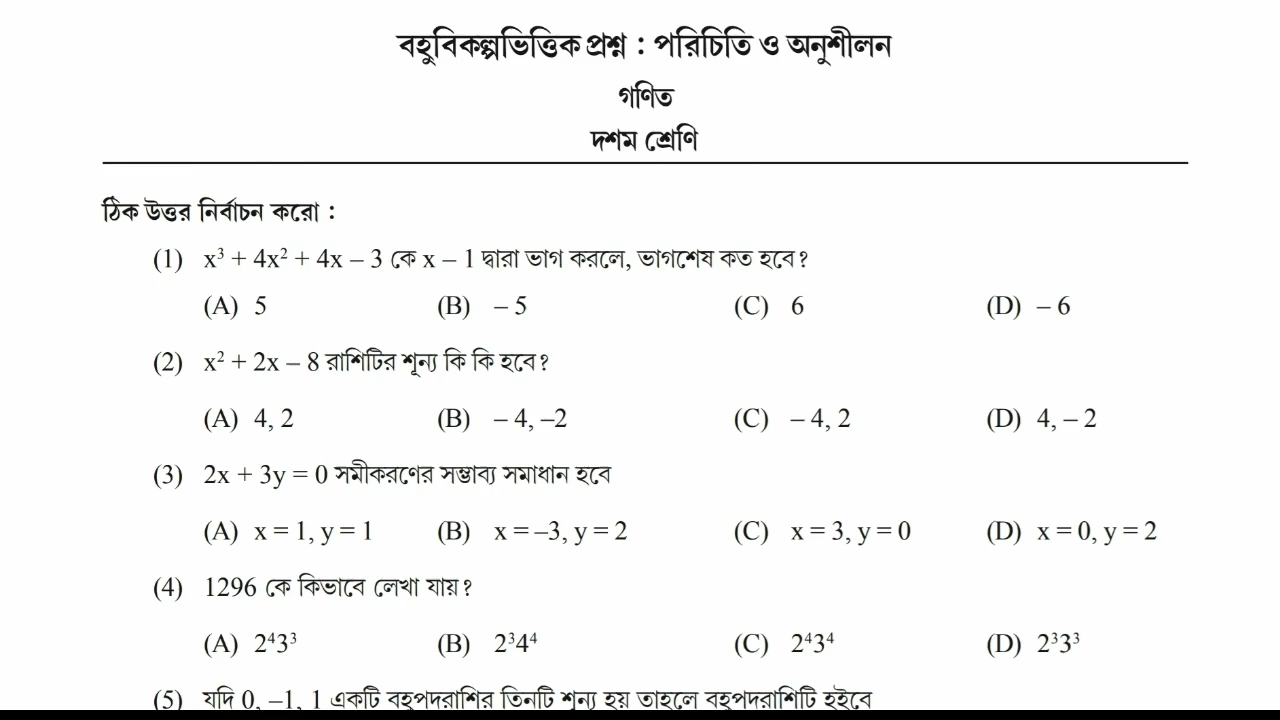 বহুবিকল্পভিত্তিক প্রশ্ন : পরিচিতি ও অনুশীলন
গণিত
দশম শ্রেণি
ঠিক উত্তর নির্বাচন করো :
(1) x³ + 4x² + 4x – 3 কে x – 1 দ্বারা ভাগ করলে, ভাগশেষ কত হবে?
(A) 5 (B) – 5 (C) 6 (D) – 6
(2) x² + 2x – 8 রাশিটির শূন্য কি কি হবে?
(A) 4, 2 (B) – 4, –2 (C) – 4, 2 (D) 4, – 2
(3) 2x + 3y = 0 সমীকরণের সম্ভাব্য সমাধান হবে
(A) x = 1, y = 1 (B) x = –3, y = 2 (C) x = 3, y = 0 (D) x = 0, y = 2
(4) 1296 কে কিভাবে লেখা যায়?
(A) 2⁴3³ (B) 2³4⁴ (C) 2⁴3⁴ (D) 2³3³
(5) যদি 0, –1, 1 একটি বহুপদরাশির তিনটি শূন্য হয় তাহলে বহুপদরাশিটি হইবে